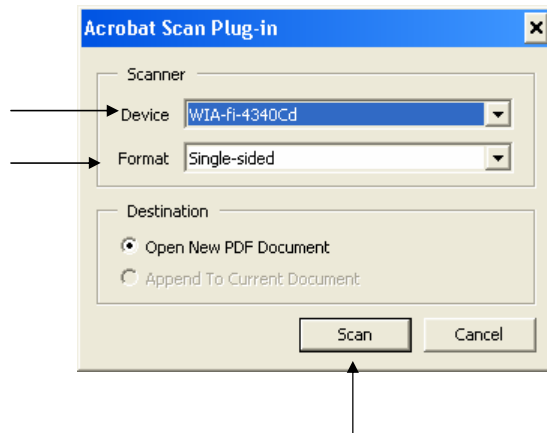 Acrobat Scan Plug-in
Scanner
Device WIA-fi-4340Cd
Format Single-sided
Destination
Open New PDF Document
Append To Current Document
Scan Cancel